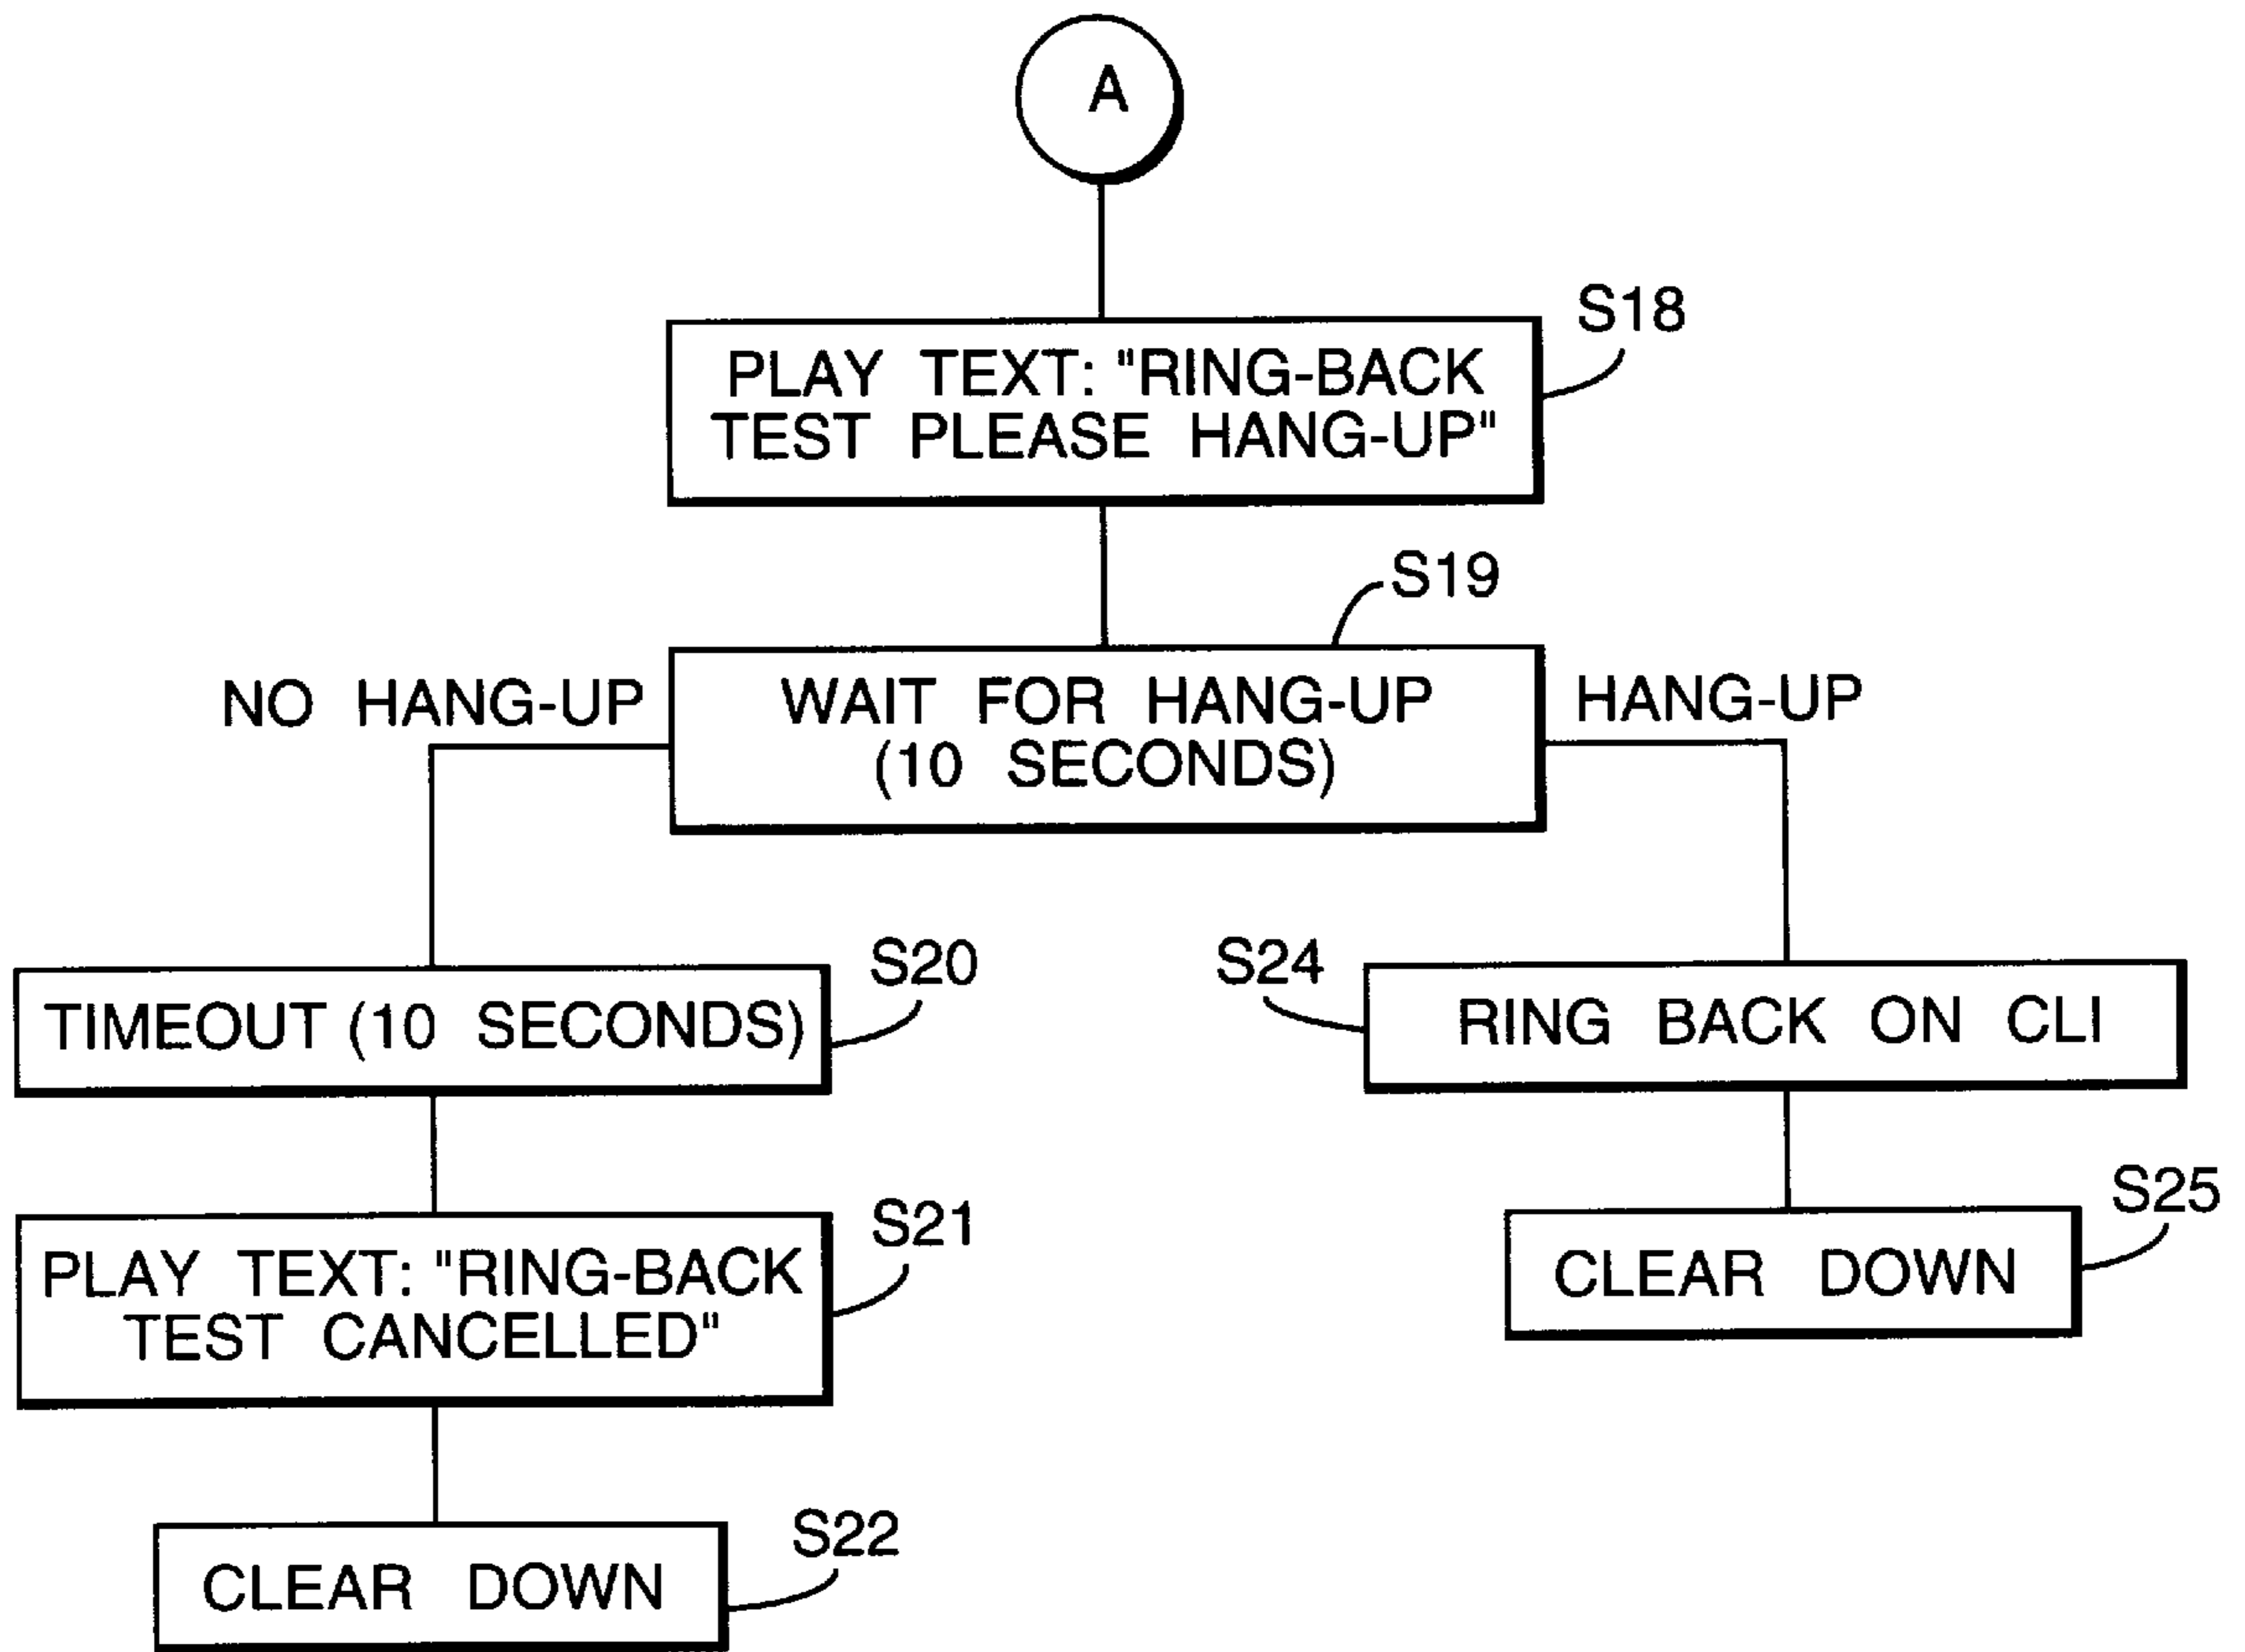 A
S18
PLAY TEXT: "RING-BACK
TEST PLEASE HANG-UP"
S19
NO HANG-UP
WAIT FOR HANG-UP
(10 SECONDS)
HANG-UP
S20
TIMEOUT (10 SECONDS)
S24
RING BACK ON CLI
S21
PLAY TEXT: "RING-BACK
TEST CANCELLED"
S25
CLEAR DOWN
S22
CLEAR DOWN